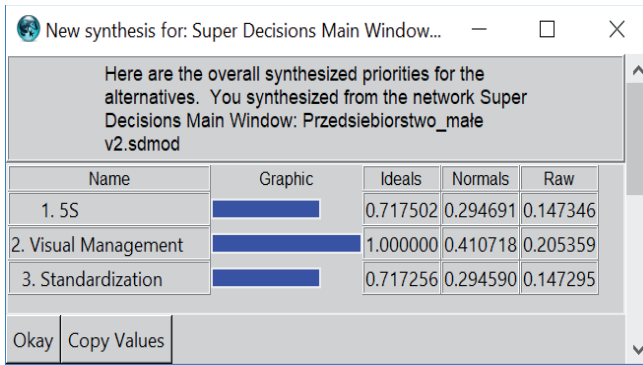 New synthesis for: Super Decisions Main Window...
Here are the overall synthesized priorities for the
alternatives. You synthesized from the network Super
Decisions Main Window: Przedsiebiorstwo_małe
v2.sdmod
Name Graphic Ideals Normals Raw
1. 5S 0.717502 0.294691 0.147346
2. Visual Management 1.000000 0.410718 0.205359
3. Standardization 0.717256 0.294590 0.147295
Okay Copy Values